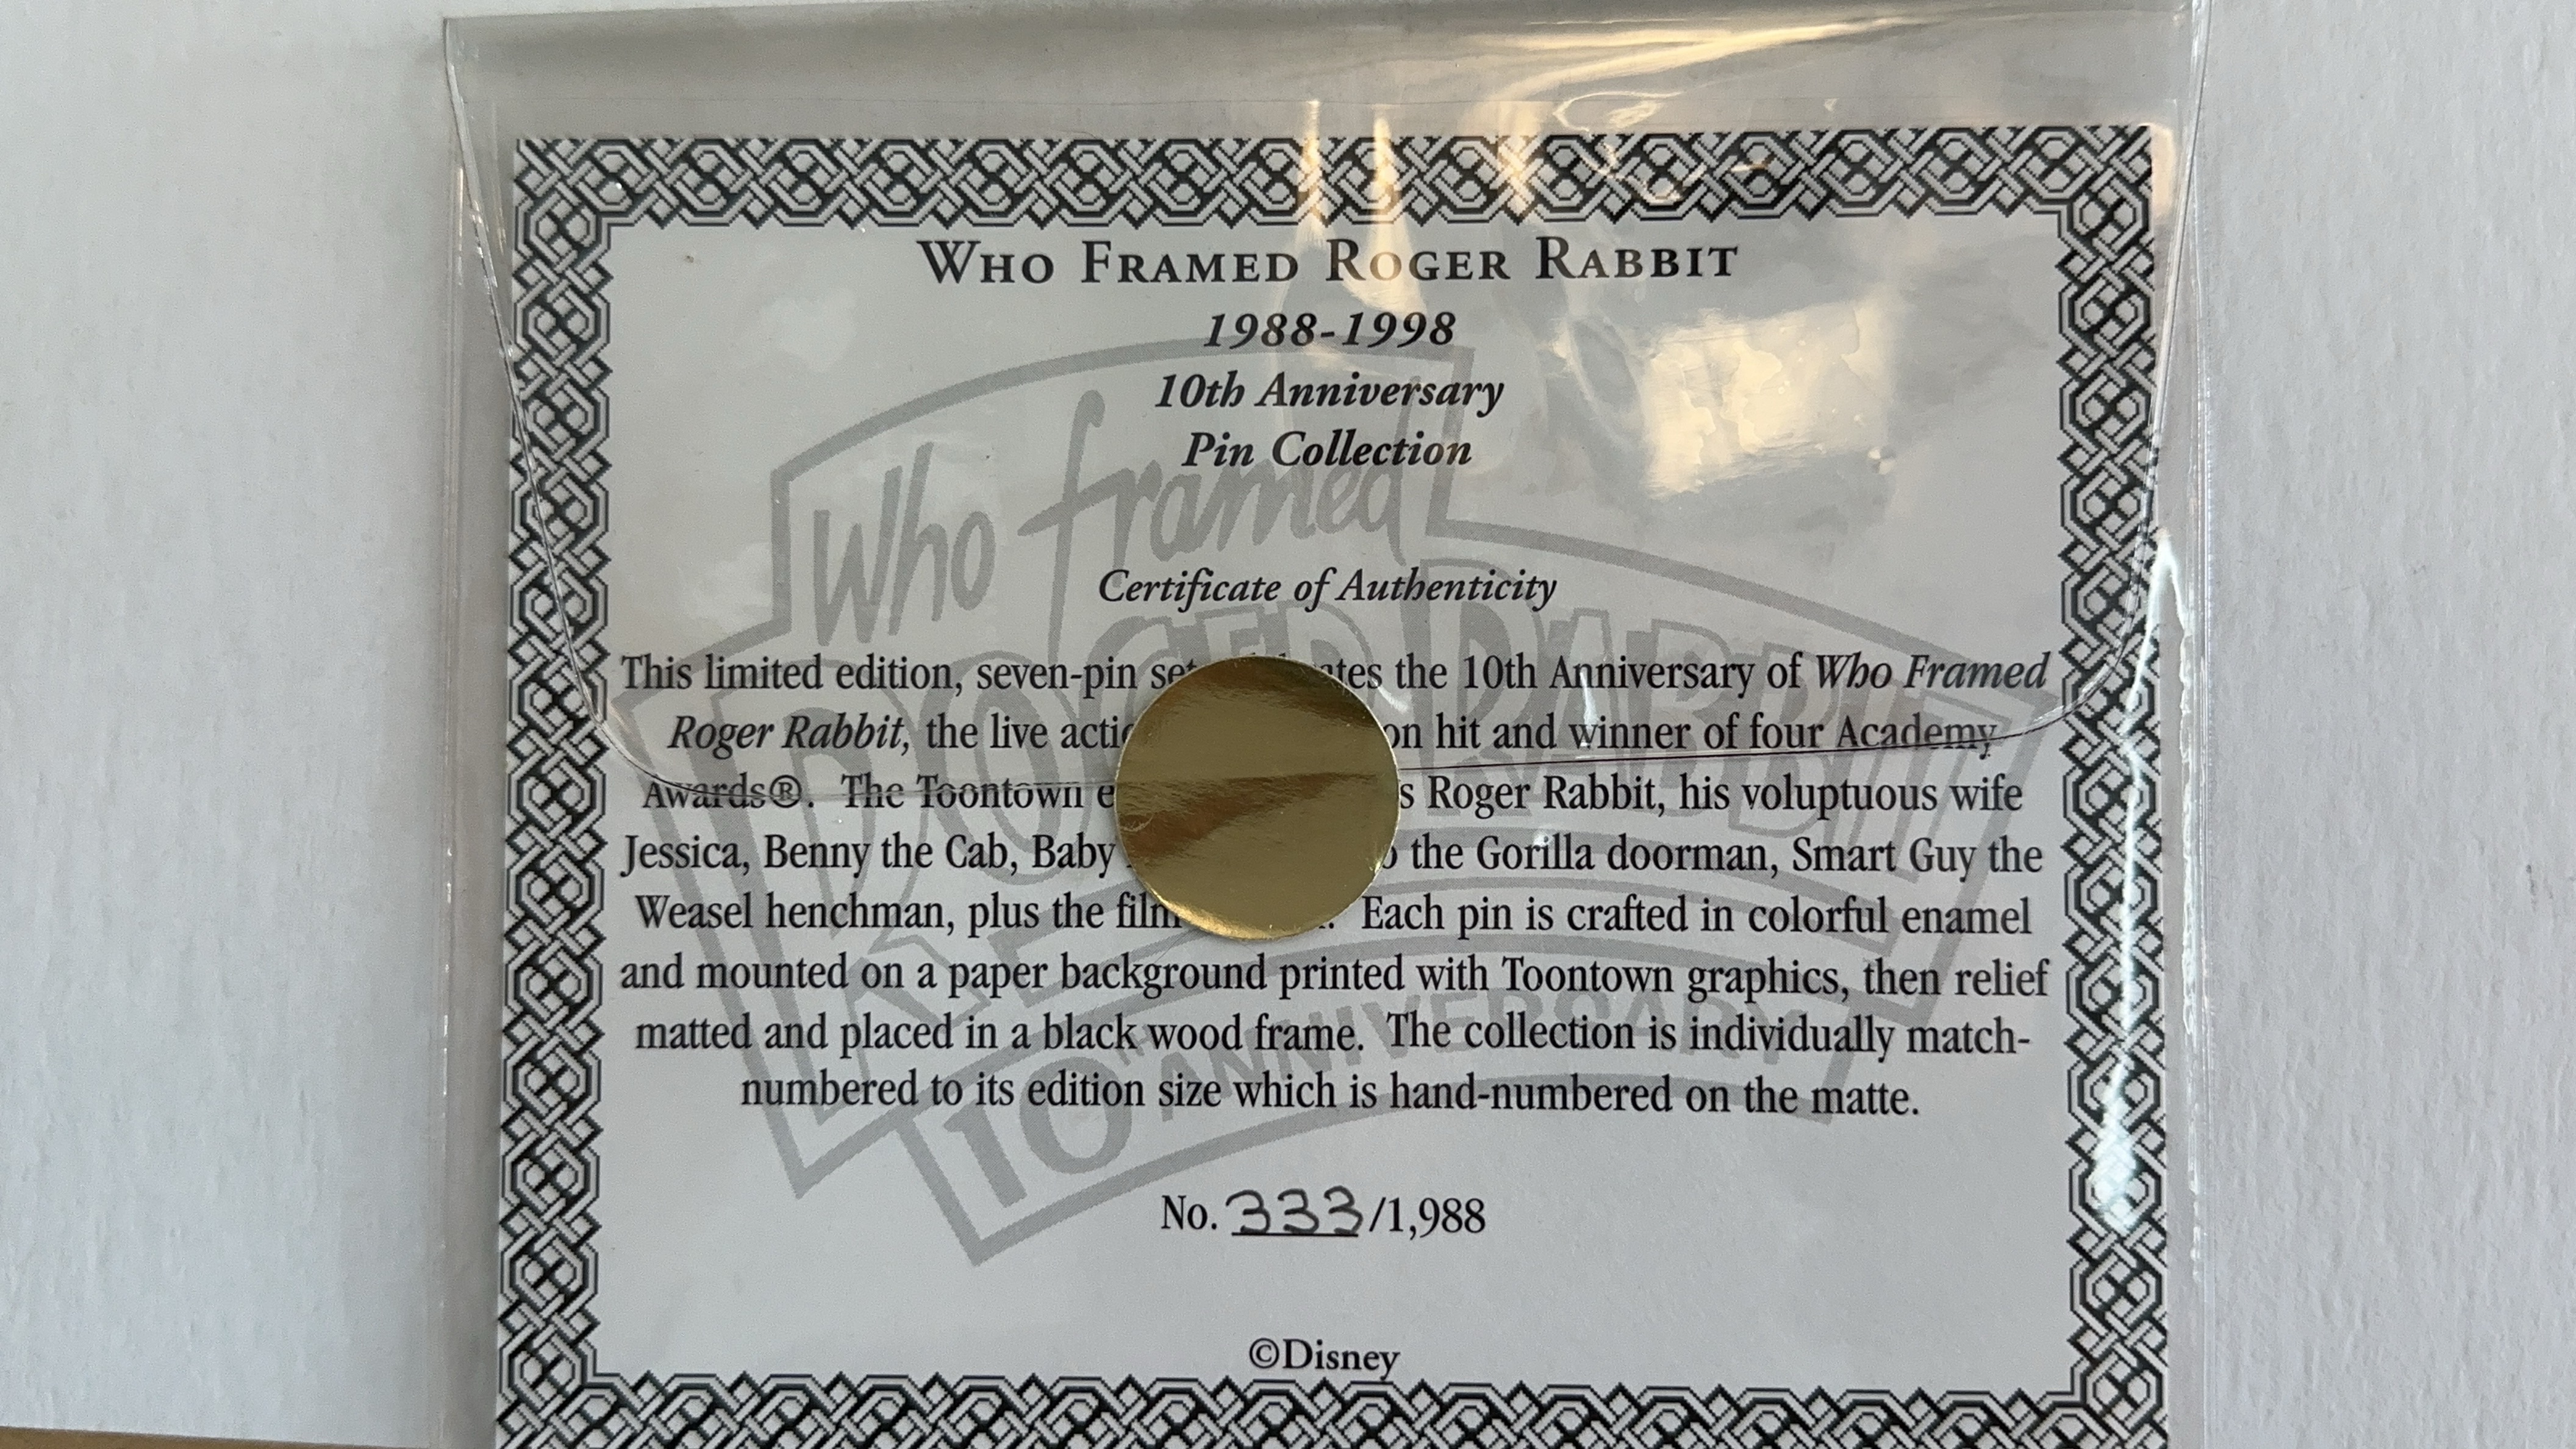 WHO FRAMED ROGER RABBIT
1988-1998
10th Anniversary
Pin Collection
Who framed
Certificate of Authenticity
ROGER RABBIT
This limited edition, seven-pin set the 10th Anniversary of Who Framed
Roger Rabbit, the live hit and winner of four Academy
Awards®. The Toontown Roger Rabbit, his voluptuous wife
Jessica, Benny the Cab, Baby the Gorilla doorman, Smart Guy the
Weasel henchman, plus the film Each pin is crafted in colorful enamel
and mounted on a paper background printed with Toontown graphics, then relief
matted and placed in a black wood frame. The collection is individually match-
numbered to its edition size which is hand-numbered on the matte.
10TH ANNIVERSARY
No. 333/1,988
©Disney